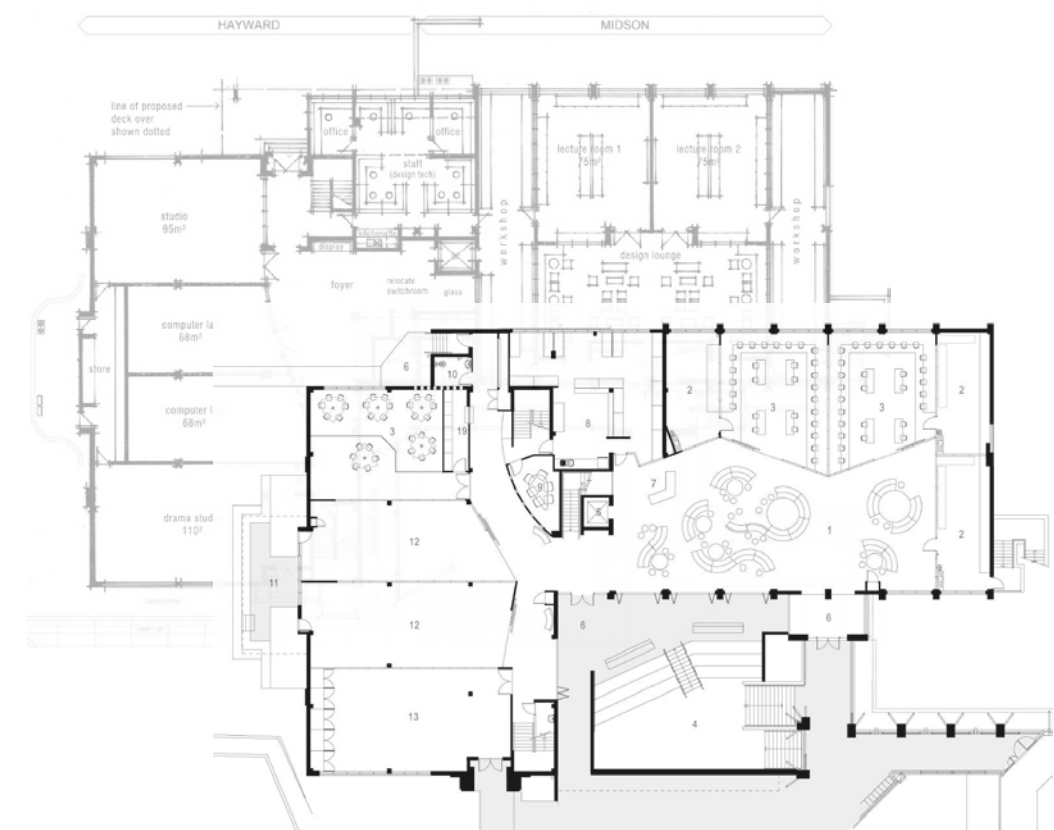 HAYWARD
MIDSON
line of proposed
deck over
shown dotted
office
office
staff
(design tech)
lecture room 1
75m²
lecture room 2
75m²
studio
95m²
workshop
workshop
display
kitchenette
design lounge
foyer
relocate
switchroom
glass
computer la
68m²
store
computer l
68m²
drama stud
110²
6
10
3
19
8
2
3
3
2
9
7
5
1
12
2
11
12
6
6
13
4